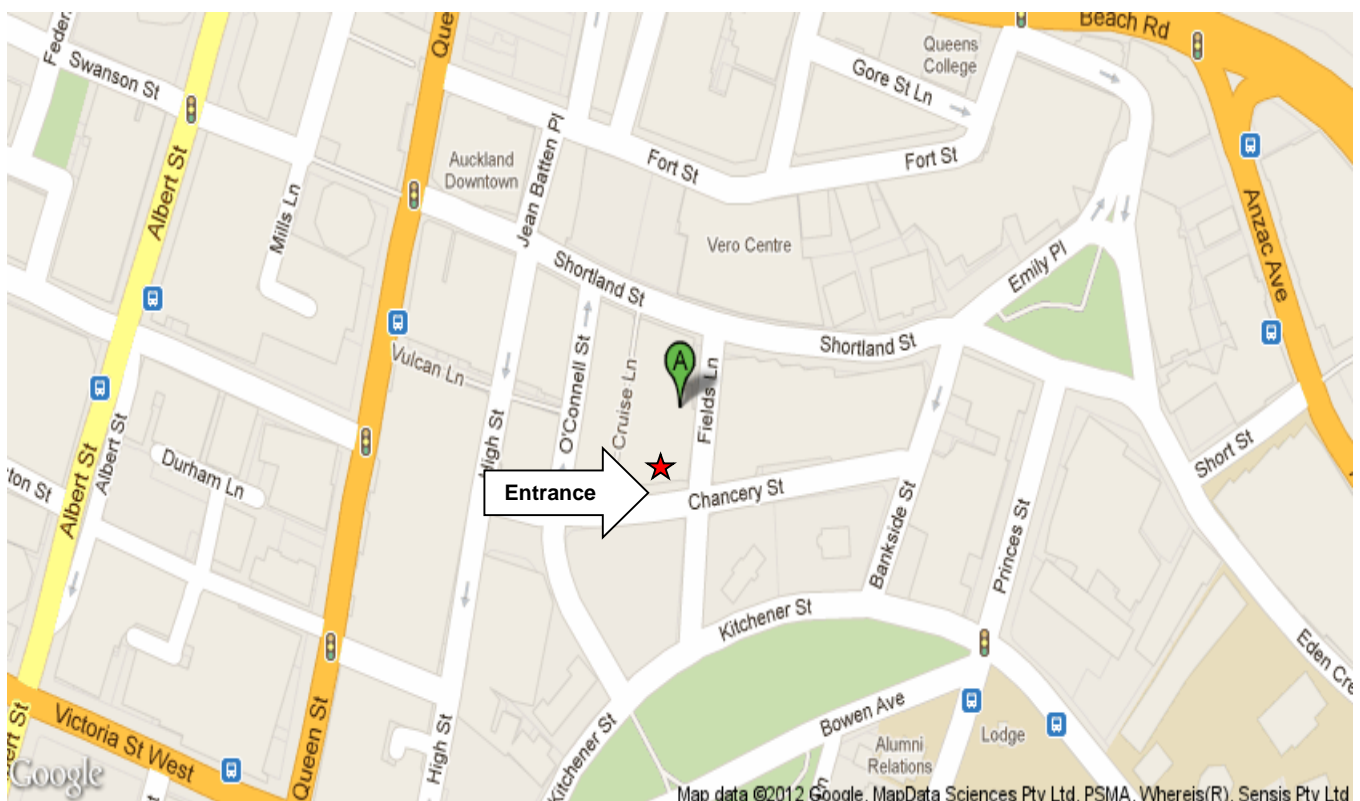 Beach Rd
Federal
Queens
College
Swanson St
Gore St Ln
Albert St
Mills Ln
Auckland
Downtown
Jean Batten Pl
Fort St
Fort St
Anzac Ave
Vero Centre
Emily Pl
Shortland St
Shortland St
Vulcan Ln
O'Connell St
Cruise Ln
A
Fields Ln
High St
Albert St
Albert St
Durham Ln
Short St
Entrance
Chancery St
Bankside St
Princes St
Kitchener St
Eden Cre
Victoria St West
Queen St
High St
Kitchener St
Bowen Ave
Alumni
Relations
Lodge
Google
Map data ©2012 Google, MapData Sciences Pty Ltd, PSMA, Whereis(R), Sensis Pty Ltd